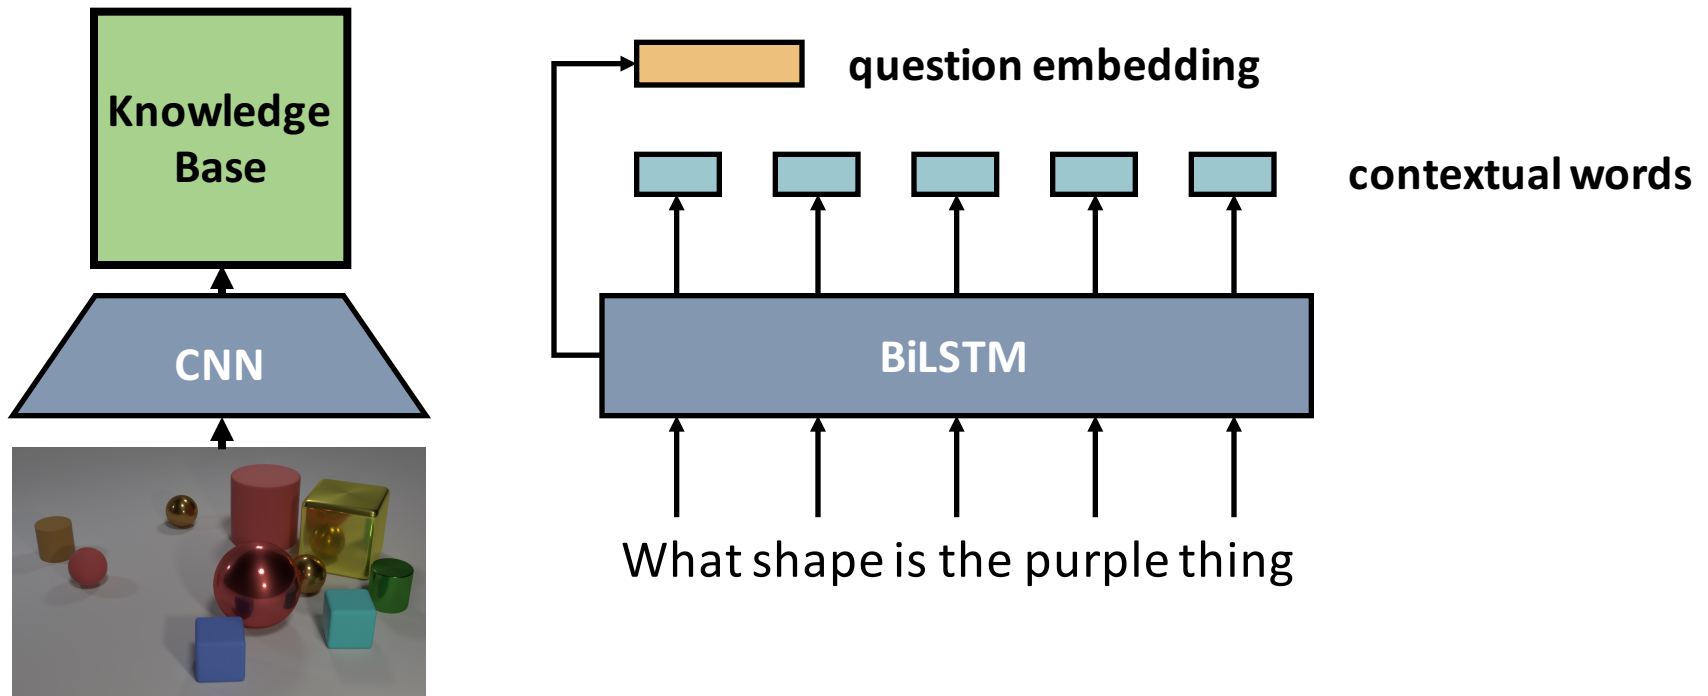 Knowledge
Base
CNN
question embedding
contextual words
BiLSTM
What shape is the purple thing